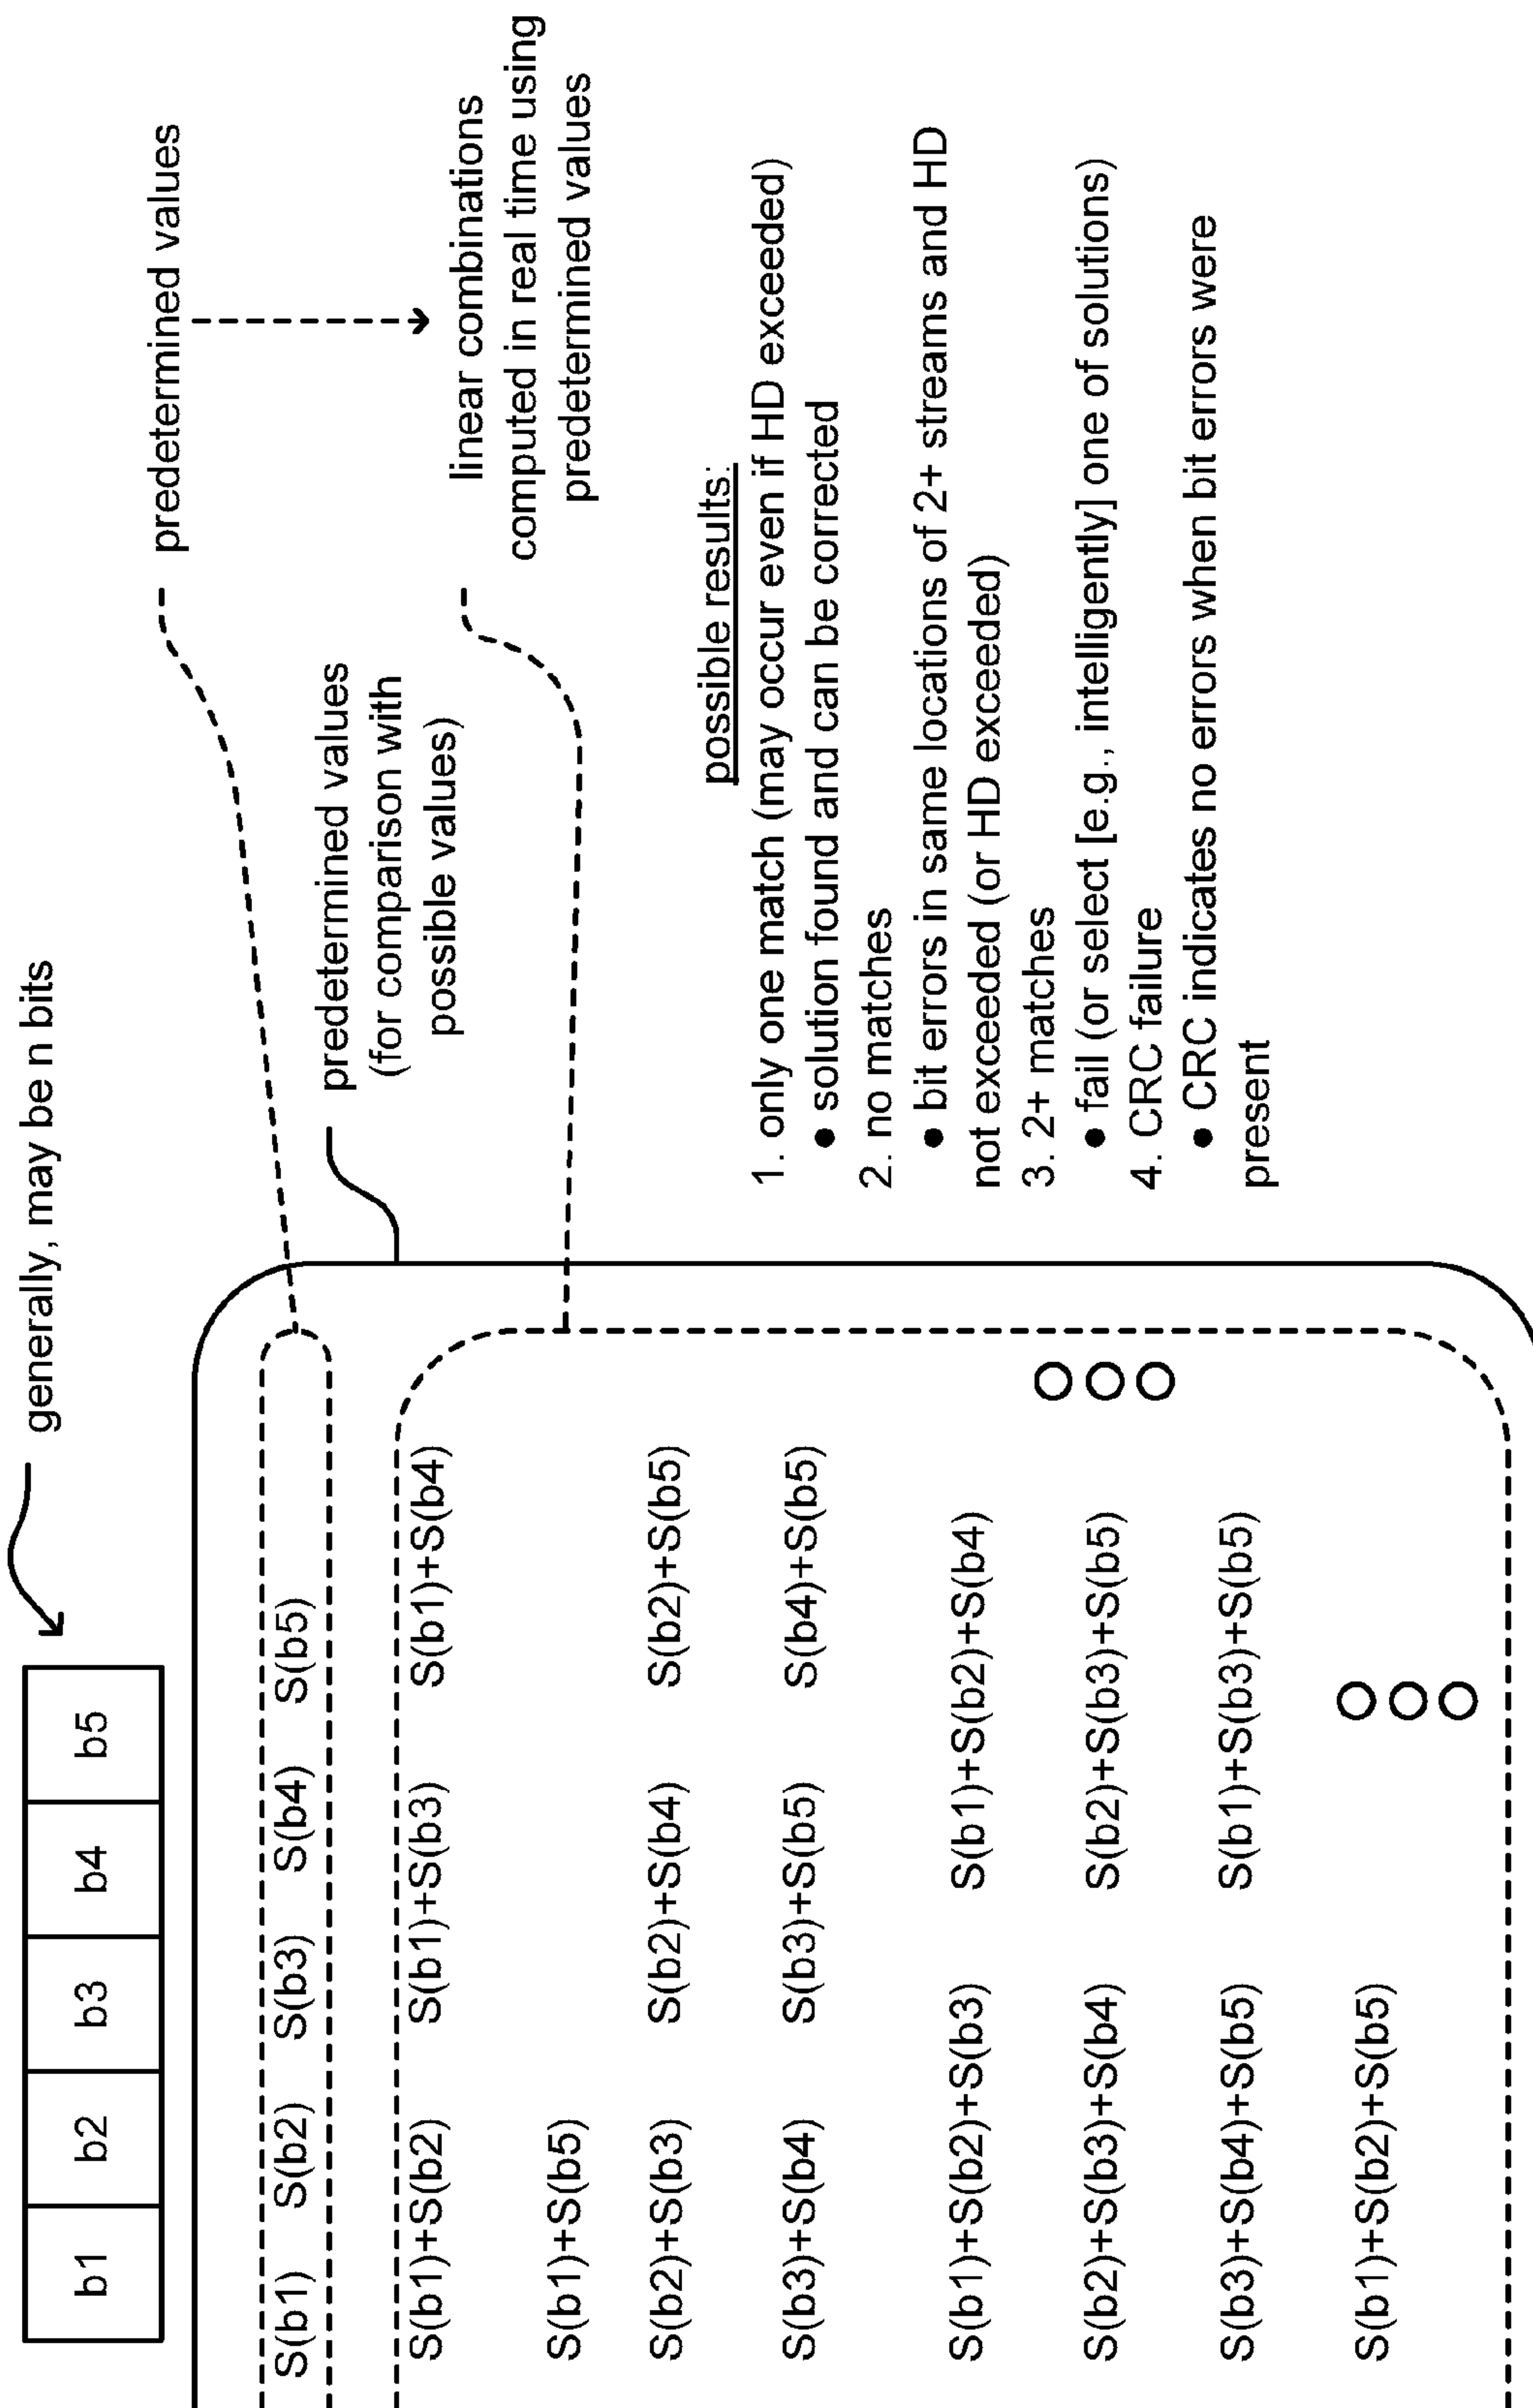 b1 b2 b3 b4 b5
generally, may be n bits
S(b1) S(b2) S(b3) S(b4) S(b5)
predetermined values
predetermined values
(for comparison with
possible values)
S(b1)+S(b2) S(b1)+S(b3) S(b1)+S(b4)
S(b1)+S(b5)
S(b2)+S(b3) S(b2)+S(b4) S(b2)+S(b5)
S(b3)+S(b4) S(b3)+S(b5) S(b4)+S(b5)
S(b1)+S(b2)+S(b3) S(b1)+S(b2)+S(b4)
S(b2)+S(b3)+S(b4) S(b2)+S(b3)+S(b5)
S(b3)+S(b4)+S(b5) S(b1)+S(b3)+S(b5)
S(b1)+S(b2)+S(b5)
linear combinations
computed in real time using
predetermined values
possible results:
1. only one match (may occur even if HD exceeded)
● solution found and can be corrected
2. no matches
● bit errors in same locations of 2+ streams and HD
not exceeded (or HD exceeded)
3. 2+ matches
● fail (or select [e.g., intelligently] one of solutions)
4. CRC failure
● CRC indicates no errors when bit errors were
present